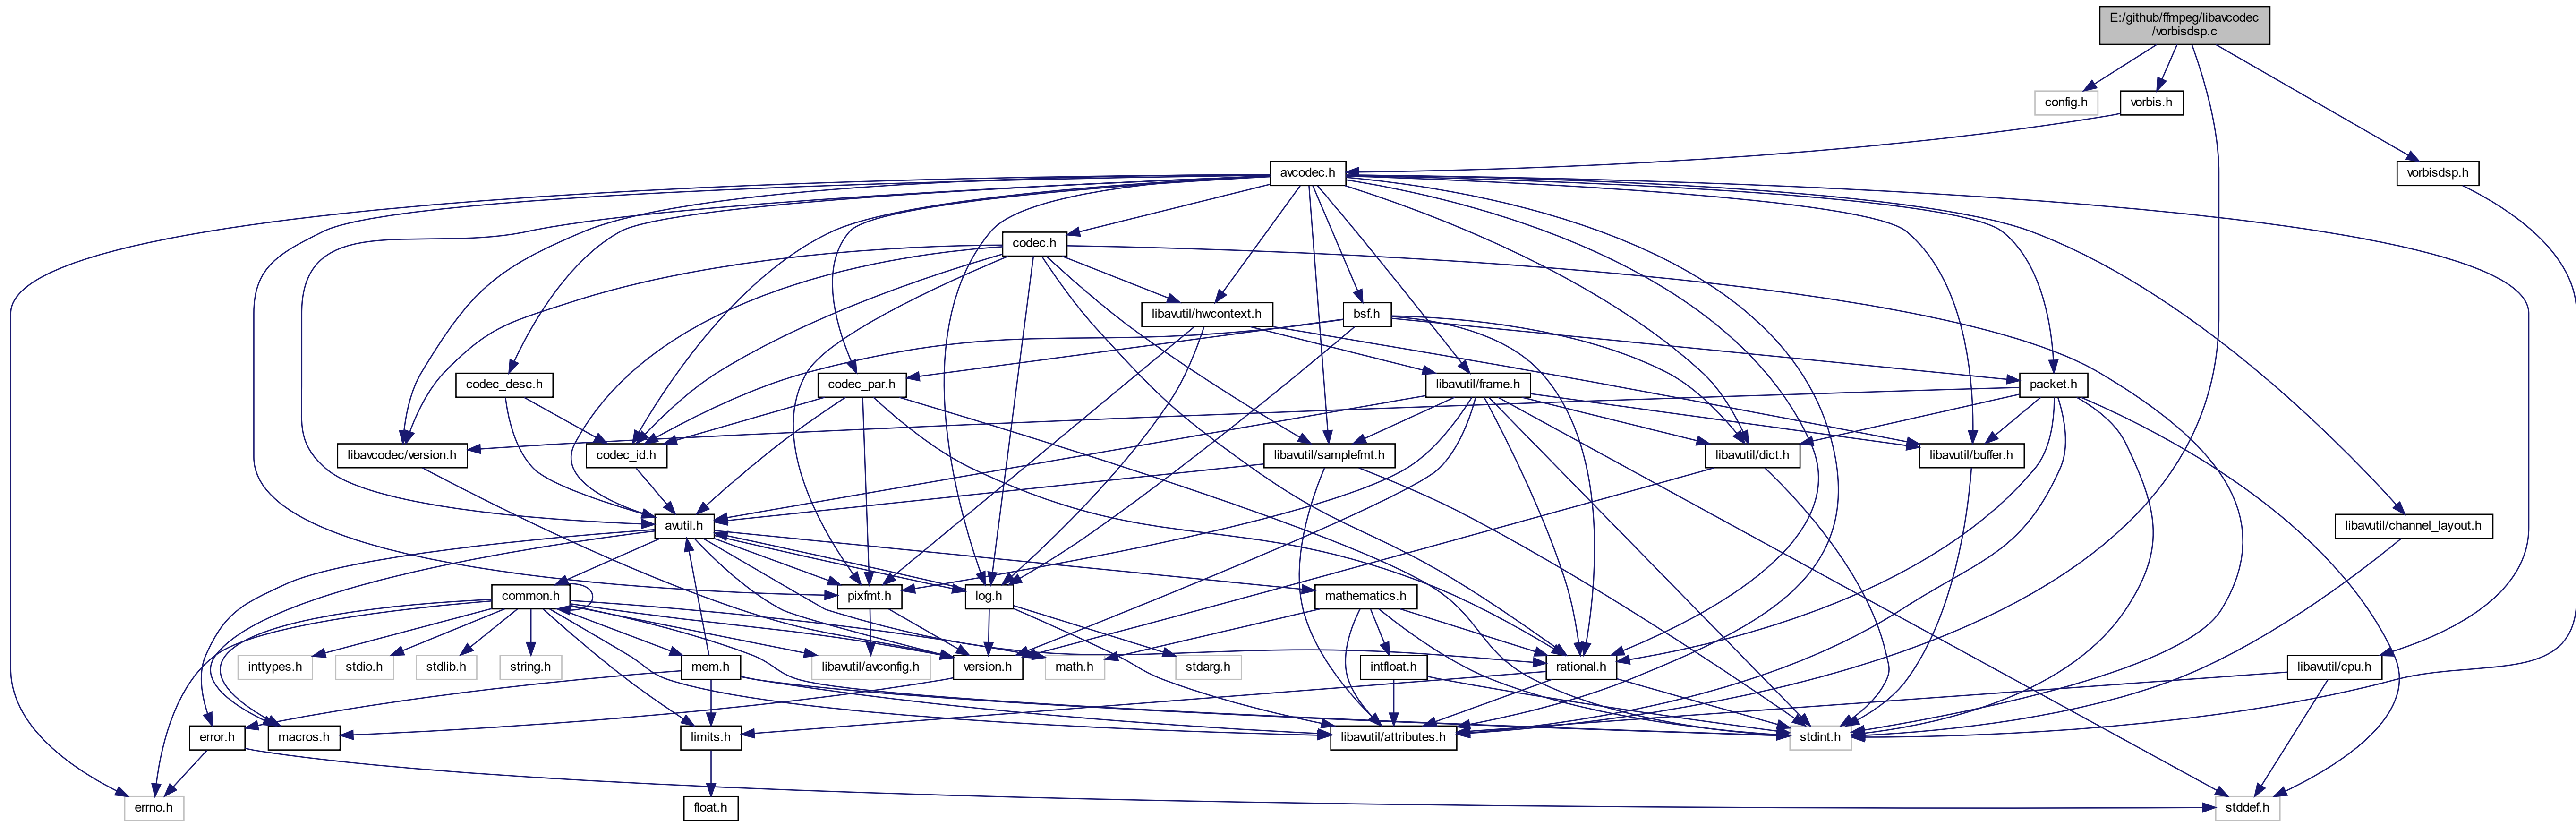 E:/github/ffmpeg/libavcodec
/vorbisdsp.c
config.h
vorbis.h
avcodec.h
vorbisdsp.h
codec.h
libavutil/hwcontext.h
bsf.h
codec_desc.h
codec_par.h
libavutil/frame.h
packet.h
libavcodec/version.h
codec_id.h
libavutil/samplefmt.h
libavutil/dict.h
libavutil/buffer.h
avutil.h
libavutil/channel_layout.h
common.h
pixfmt.h
log.h
mathematics.h
inttypes.h
stdio.h
stdlib.h
string.h
mem.h
libavutil/avconfig.h
version.h
math.h
stdarg.h
intfloat.h
rational.h
libavutil/cpu.h
error.h
macros.h
limits.h
libavutil/attributes.h
stdint.h
errno.h
float.h
stddef.h